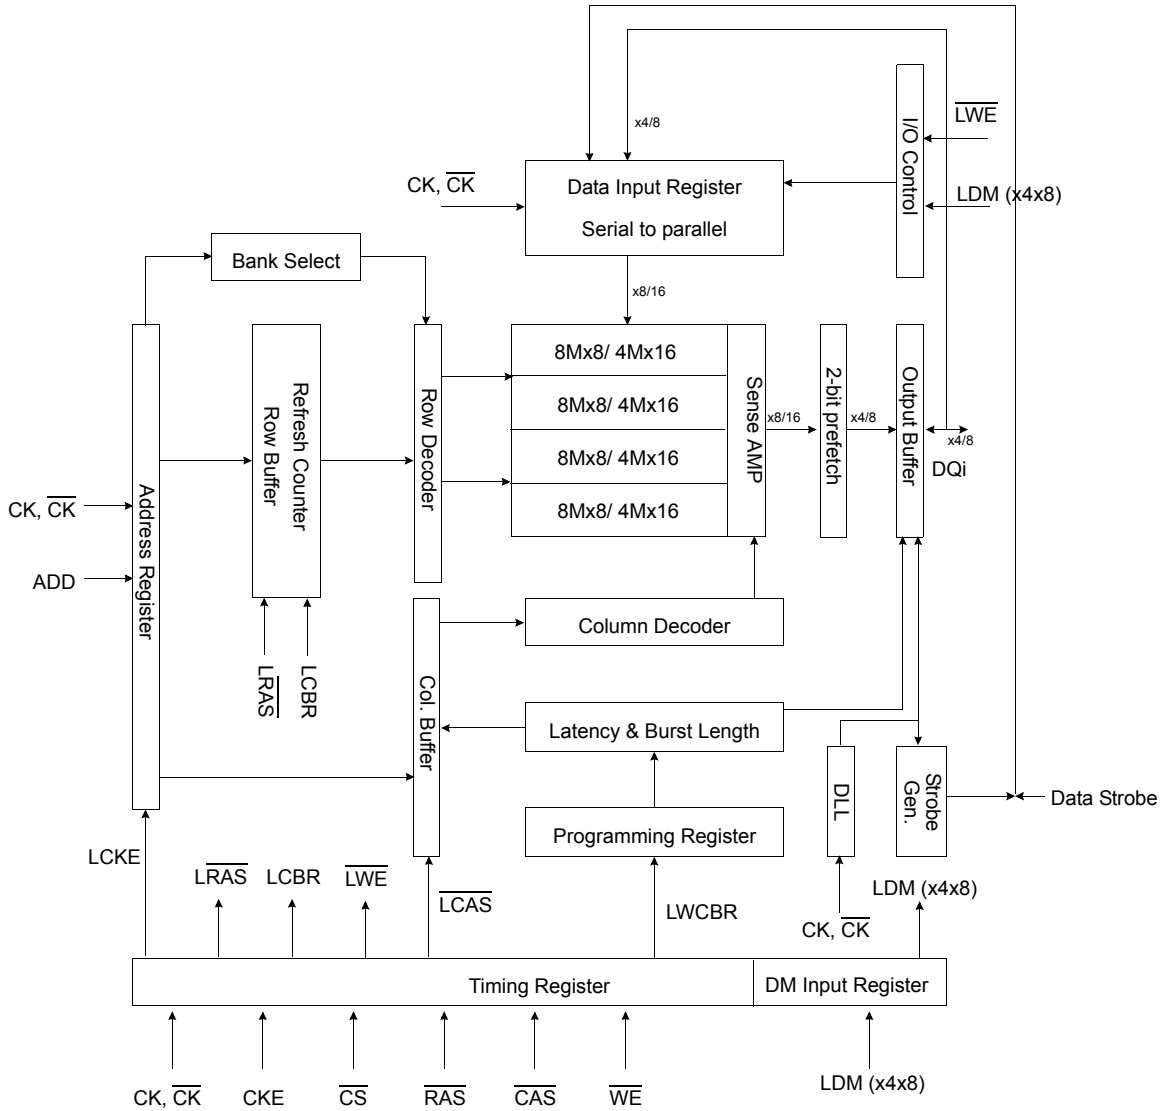 x4/8
LWE
I/O Control
CK, CK
Data Input Register
Serial to parallel
LDM (x4x8)
Bank Select
x8/16
Address Register
Refresh Counter
Row Buffer
Row Decoder
8Mx8/ 4Mx16
8Mx8/ 4Mx16
8Mx8/ 4Mx16
8Mx8/ 4Mx16
Sense AMP
x8/16
2-bit prefetch
x4/8
Output Buffer
x4/8
DQi
CK, CK
ADD
LRAS
LCBR
Col. Buffer
Column Decoder
Latency & Burst Length
Programming Register
DLL
Strobe
Gen.
Data Strobe
LCKE
LRAS
LCBR
LWE
LCAS
LWCBR
CK, CK
LDM (x4x8)
Timing Register
DM Input Register
CK, CK
CKE
CS
RAS
CAS
WE
LDM (x4x8)